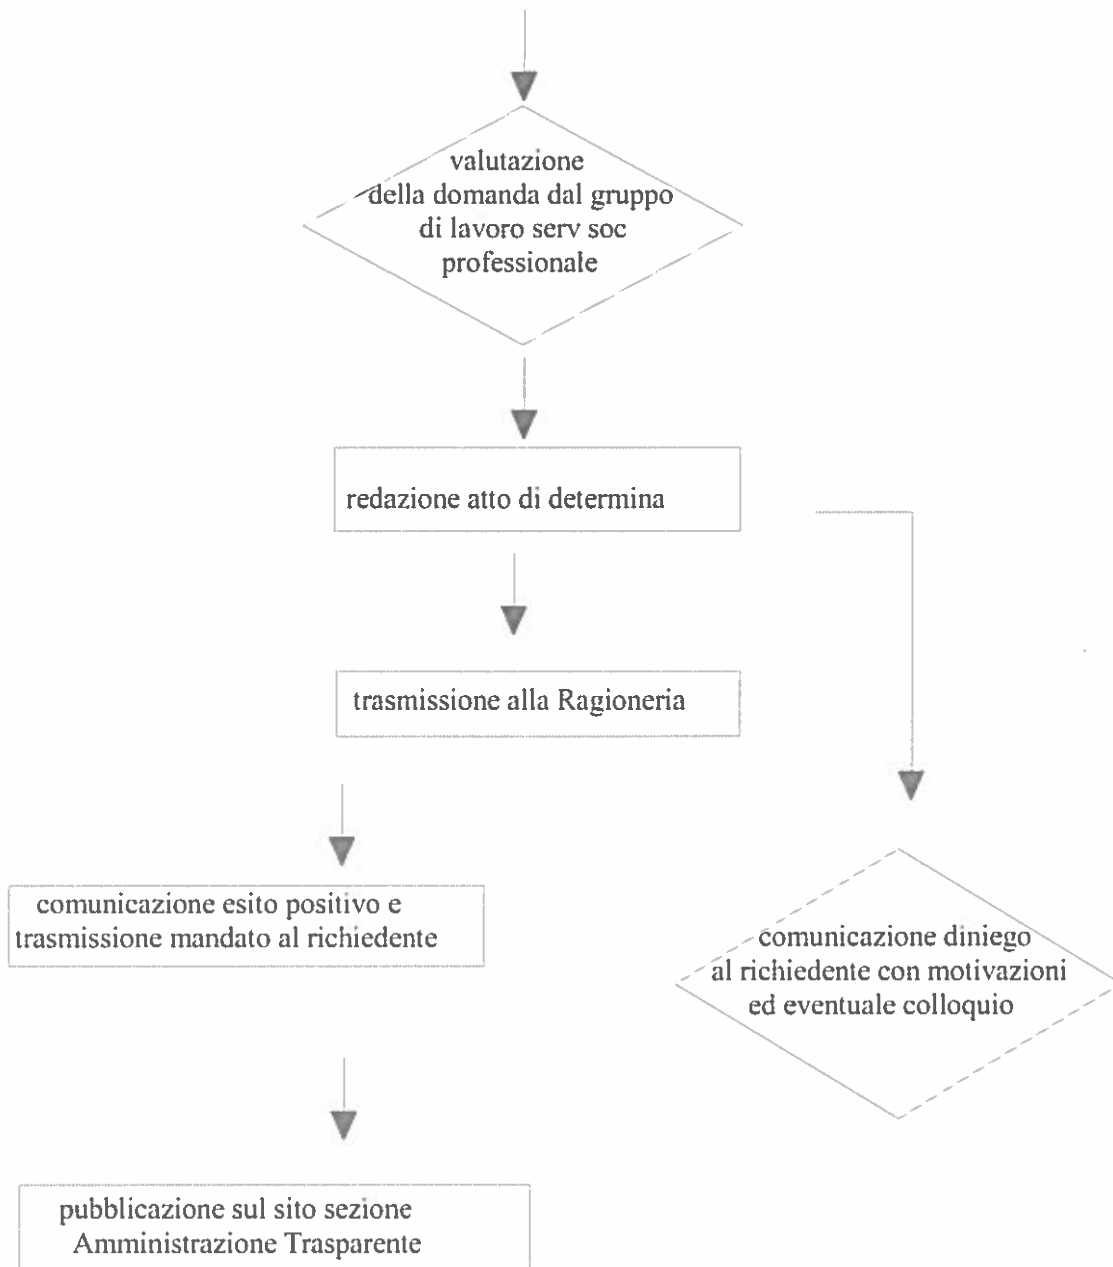 valutazione
della domanda dal gruppo
di lavoro serv soc
professionale
redazione atto di determina
trasmissione alla Ragioneria
comunicazione esito positivo e
trasmissione mandato al richiedente
comunicazione diniego
al richiedente con motivazioni
ed eventuale colloquio
pubblicazione sul sito sezione
Amministrazione Trasparente